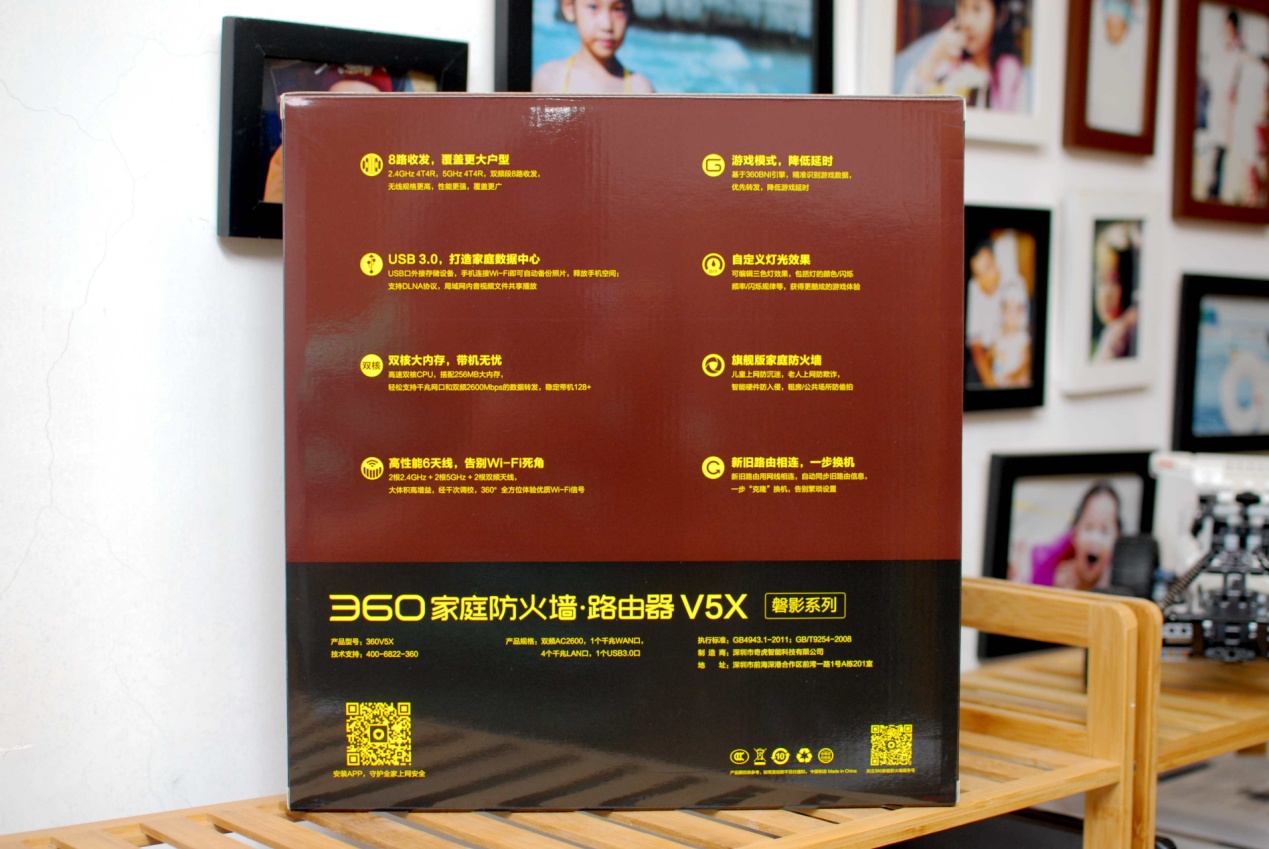 8路收发，覆盖更大户型
2.4GHz 4T4R，5GHz 4T4R，双频段8路收发，
无线规格更高，性能更强，覆盖更广
USB 3.0，打造家庭数据中心
USB口外接存储设备，手机连接Wi-Fi即可自动备份照片，释放手机空间；
支持DLNA协议，局域网内音视频文件共享播放
双核
双核大内存，带机无忧
高速双核CPU，搭配256MB大内存，
轻松支持千兆网口和双频2600Mbps的数据转发，稳定带机128+
高性能6天线，告别Wi-Fi死角
2根2.4GHz + 2根5GHz + 2根双频天线，
大体积高增益，经千次调校，360° 全方位体验优质Wi-Fi信号
游戏模式，降低延时
基于360BNI引擎，精准识别游戏数据，
优先转发，降低游戏延时
自定义灯光效果
可编辑三色灯效果，包括灯的颜色/闪烁
频率/闪烁规律等，获得更酷炫的游戏体验
旗舰版家庭防火墙
儿童上网防沉迷，老人上网防欺诈，
智能硬件防入侵，租房/公共场所防偷拍
新旧路由相连，一步换机
新旧路由用网线相连，自动同步旧路由信息，
一步“克隆”换机，告别繁琐设置
360家庭防火墙·路由器 V5X 磐影系列
产品型号：360V5X
技术支持：400-6822-360
产品规格：双频AC2600，1个千兆WAN口，
4个千兆LAN口，1个USB3.0口
执行标准：GB4943.1-2011；GB/T9254-2008
制 造 商：深圳市奇虎智能科技有限公司
地 址：深圳市前海深港合作区前湾一路1号A栋201室
安装APP，守护全家上网安全
10
中国制造 Made in China